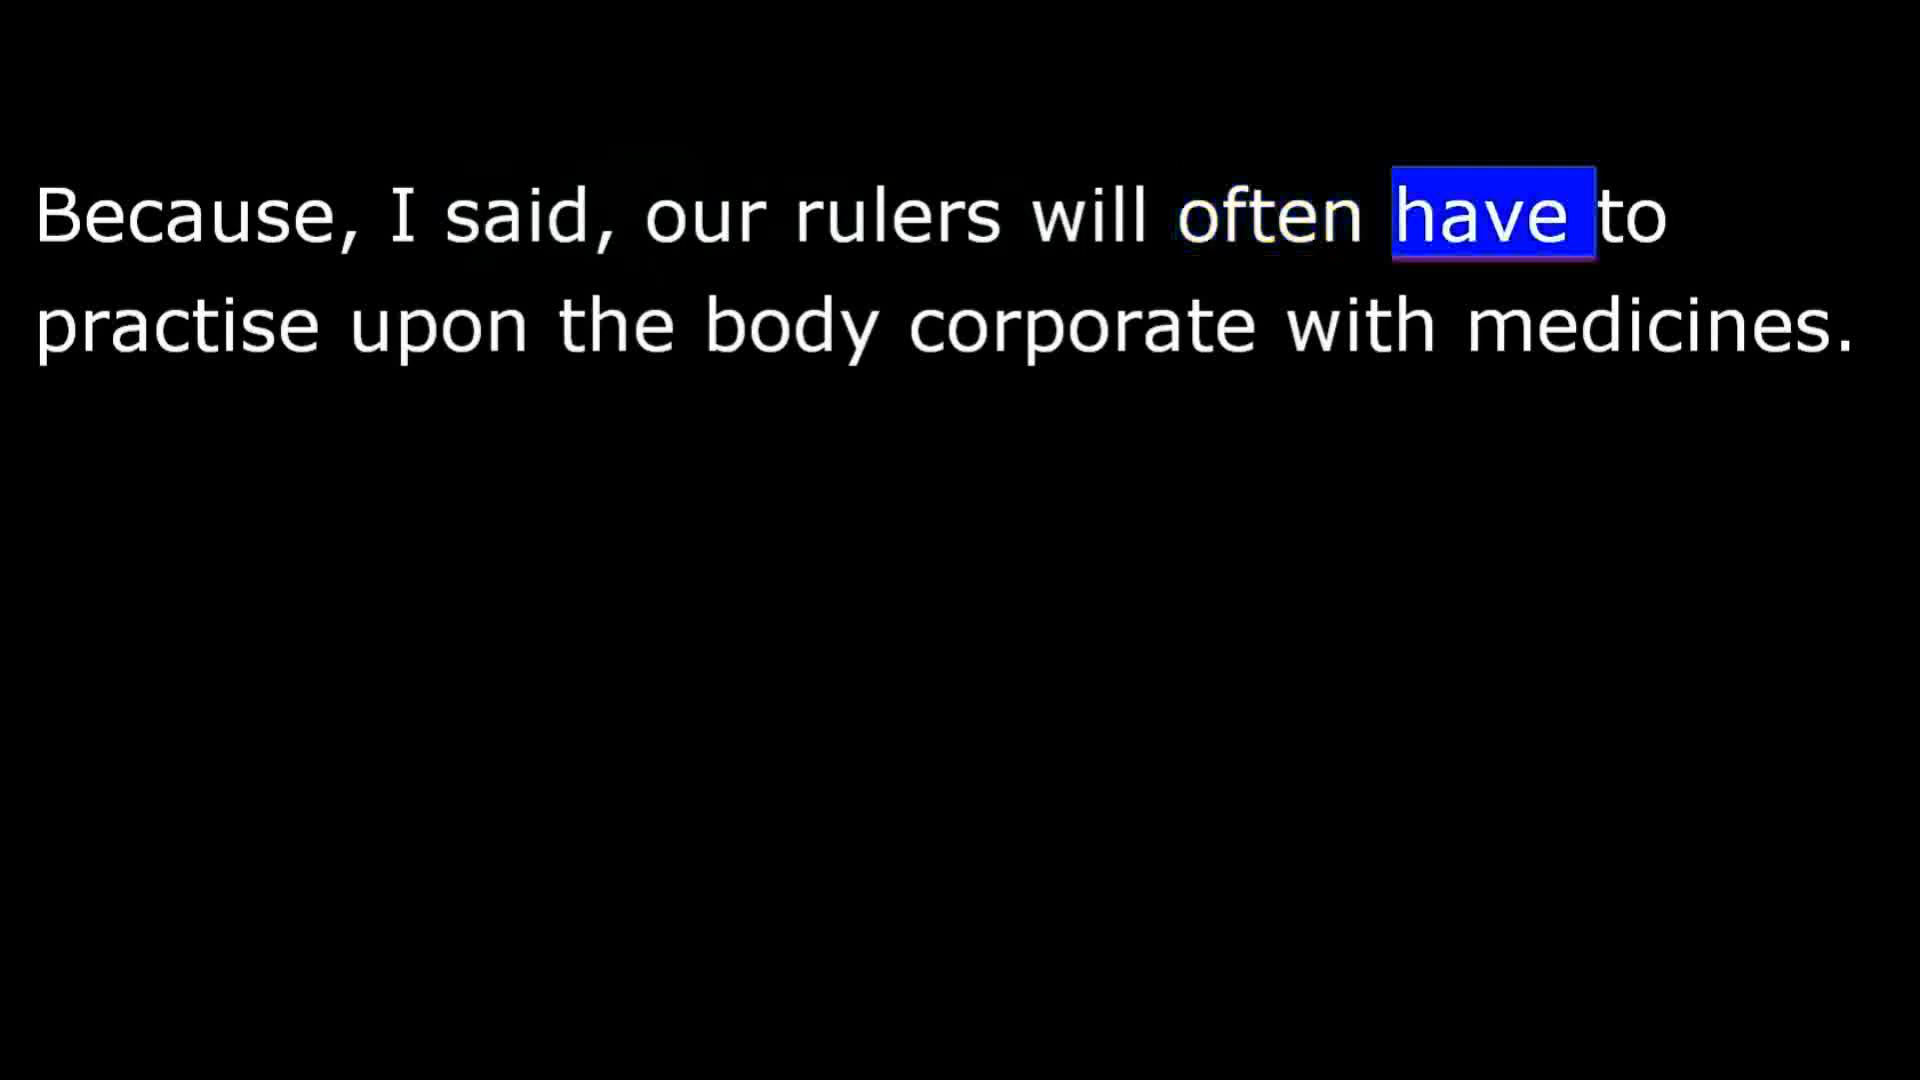 Because, I said, our rulers will often have to
practise upon the body corporate with medicines.